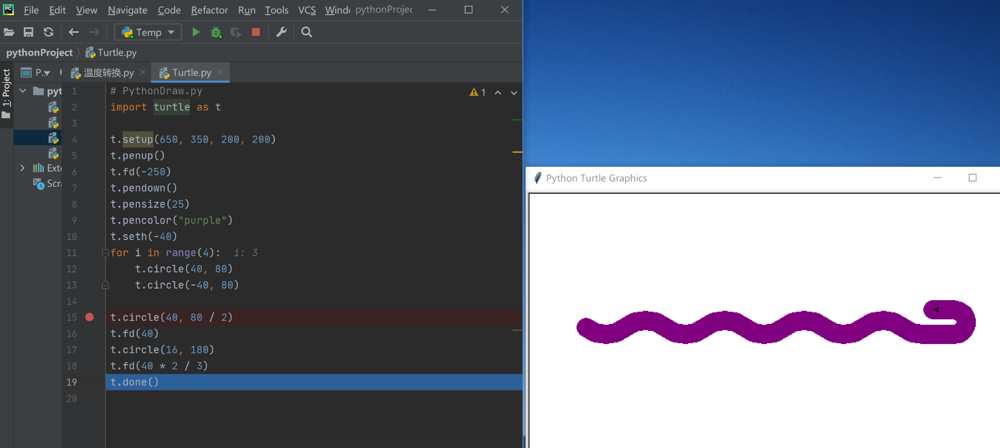 PC File Edit View Navigate Code Refactor Run Tools VCS pythonProjec
Temp
pythonProject Turtle.py
P... 温度转换.py Turtle.py
1: Project
pyt
Exte
Scra
1
1 # PythonDraw.py
2 import turtle as t
3
4 t.setup(650, 350, 200, 200)
5 t.penup()
6 t.fd(-250)
7 t.pendown()
8 t.pensize(25)
9 t.pencolor("purple")
10 t.seth(-40)
11 for i in range(4): i: 3
12 t.circle(40, 80)
13 t.circle(-40, 80)
14
15 t.circle(40, 80 / 2)
16 t.fd(40)
17 t.circle(16, 180)
18 t.fd(40 * 2 / 3)
19 t.done()
20
Python Turtle Graphics